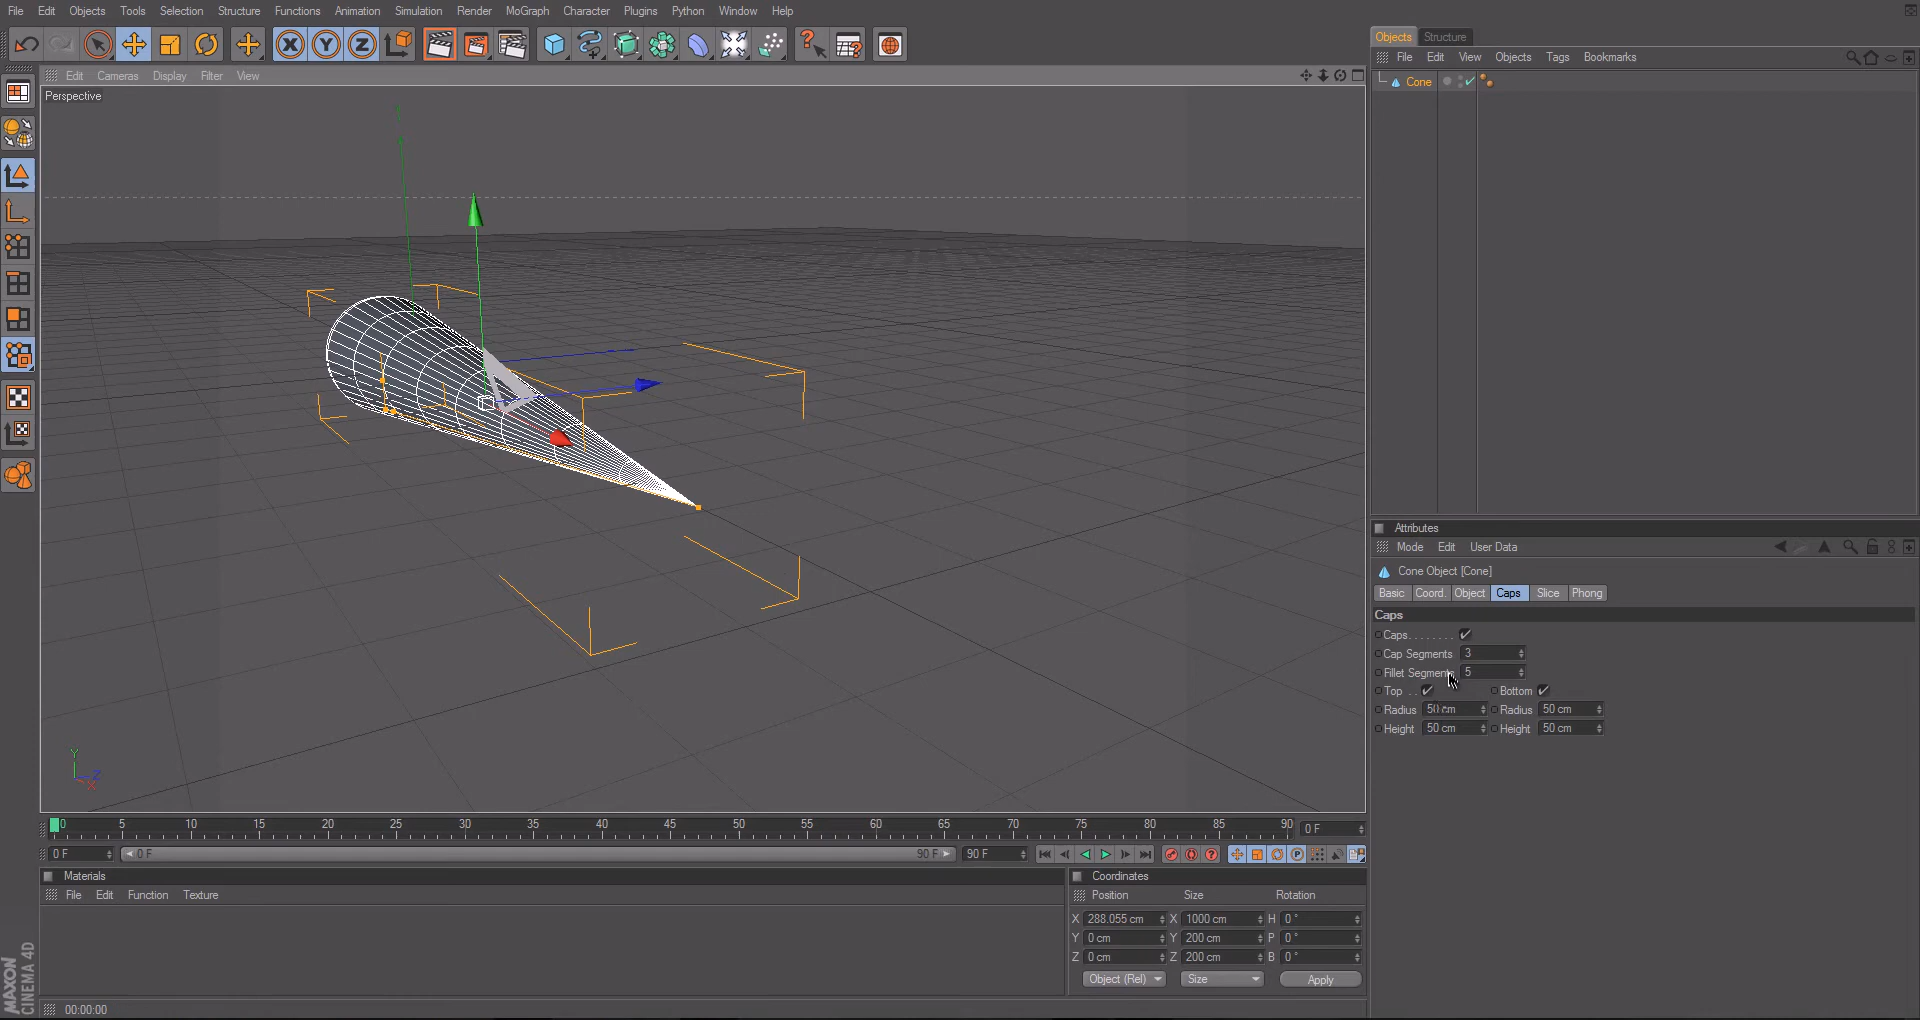 File Edit Objects Tools Selection Structure Functions Animation Simulation Render MoGraph Character Plugins Python Window Help
Objects Structure
File Edit View Objects Tags Bookmarks
Cone
Edit Cameras Display Filter View
Perspective
Y
Z
X
Attributes
Mode Edit User Data
Cone Object [Cone]
Basic Coord. Object Caps Slice Phong
Caps
Caps. . . . . . . .
Cap Segments 3
Fillet Segments 5
Top . . Bottom
Radius 50 cm Radius 50 cm
Height 50 cm Height 50 cm
0 5 10 15 20 25 30 35 40 45 50 55 60 65 70 75 80 85 90 0 F
0 F 0 F 90 F 90 F
Materials
File Edit Function Texture
Coordinates
Position Size Rotation
X 288.055 cm X 1000 cm H 0 °
Y 0 cm Y 200 cm P 0 °
Z 0 cm Z 200 cm B 0 °
Object (Rel) Size Apply
MAXON
CINEMA 4D
00:00:00